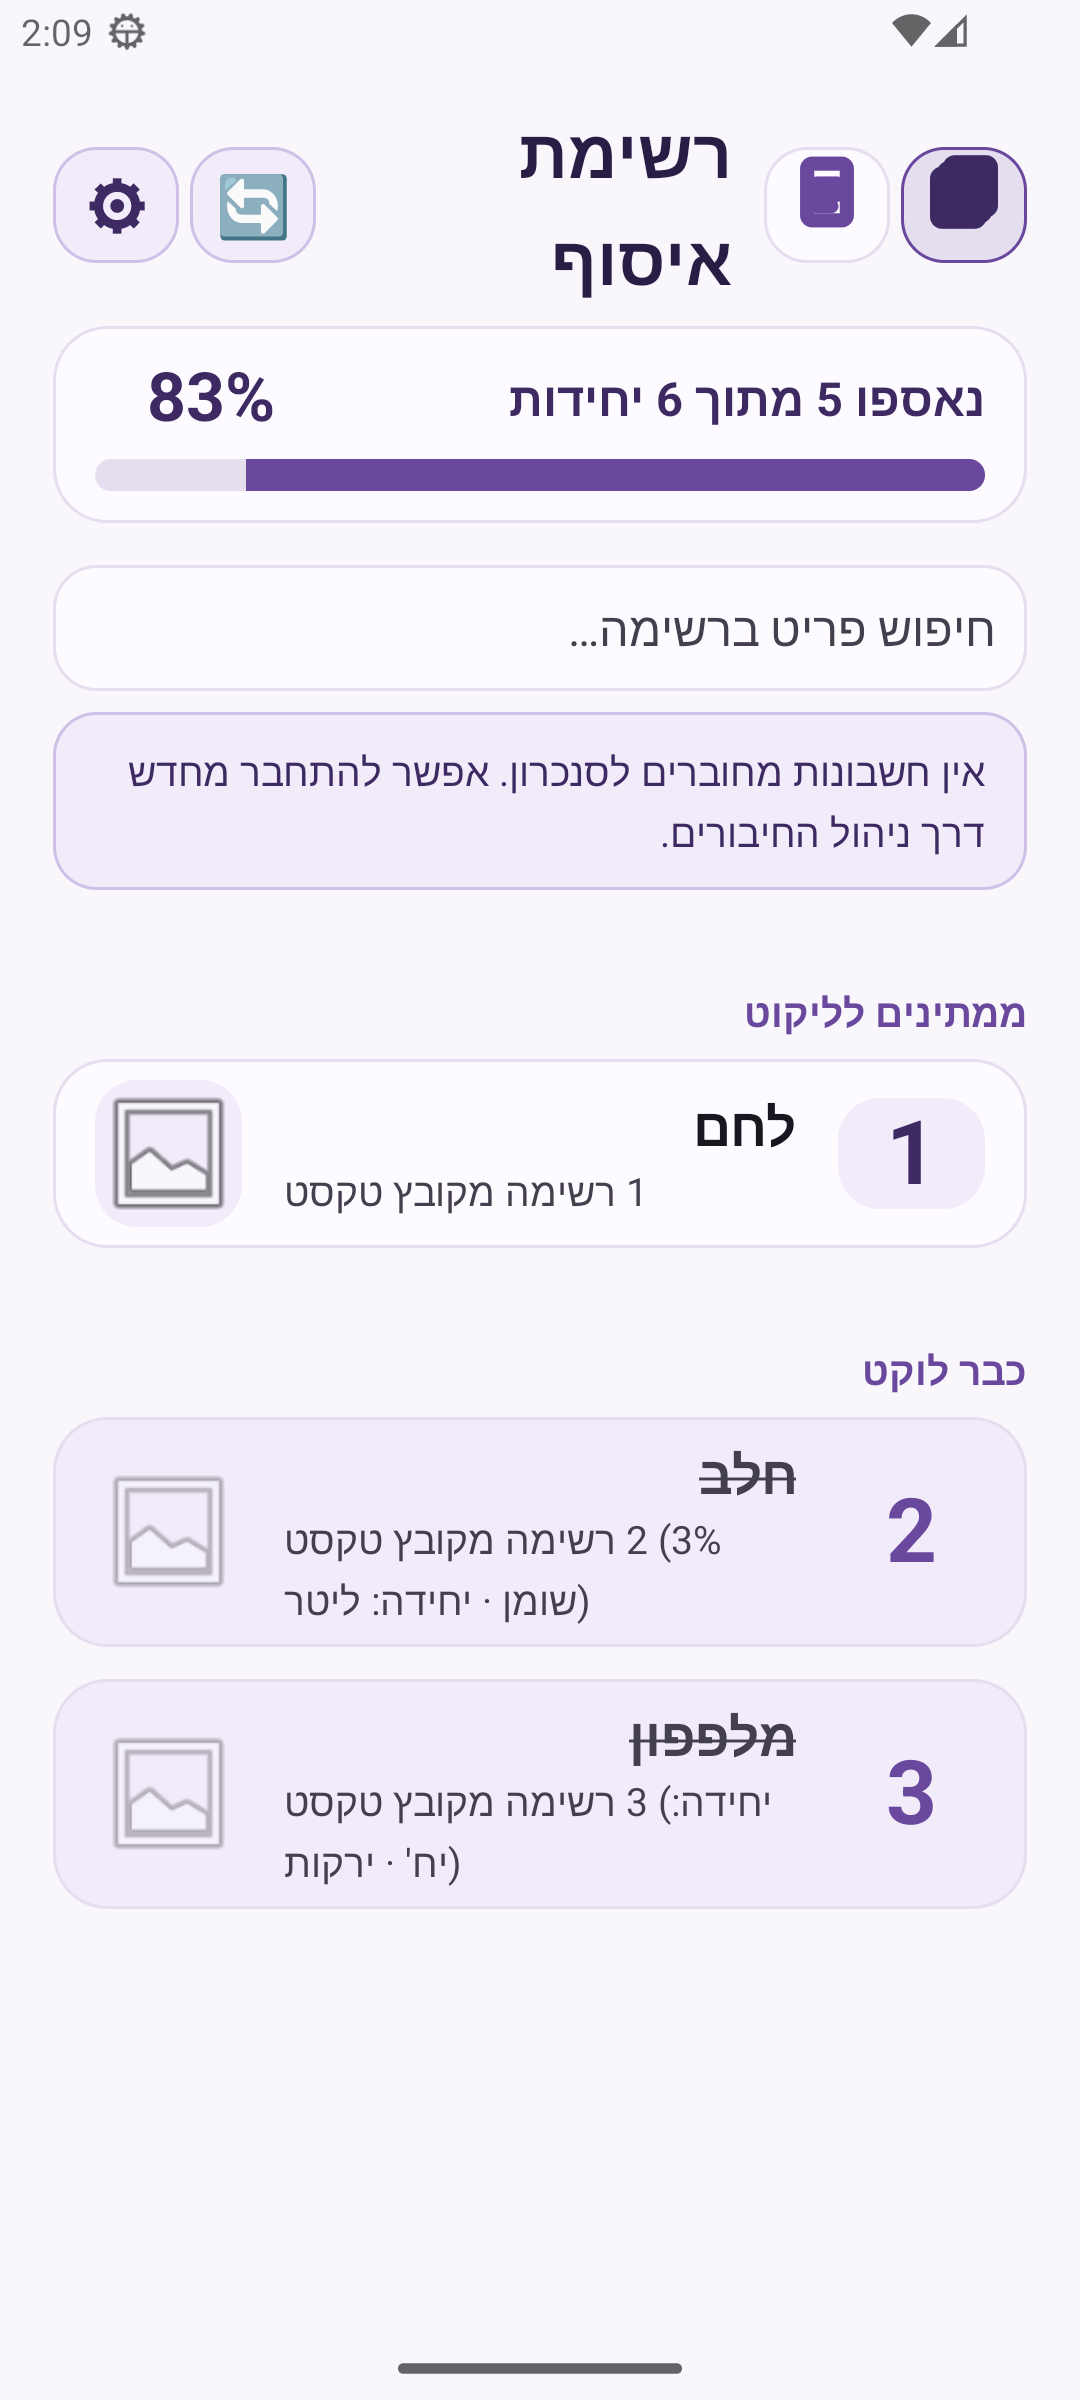 2:09
רשימת
איסוף
נאספו 5 מתוך 6 יחידות
83%
חיפוש פריט ברשימה...
אין חשבונות מחוברים לסנכרון. אפשר להתחבר מחדש
דרך ניהול החיבורים.
ממתינים לליקוט
1
לחם
1 רשימה מקובץ טקסט
כבר לוקט
2
חלב
רשימה מקובץ טקסט 2 (3%
שומן · יחידה: ליטר)
3
מלפפון
רשימה מקובץ טקסט 3 (יחידה:
יח' · ירקות)